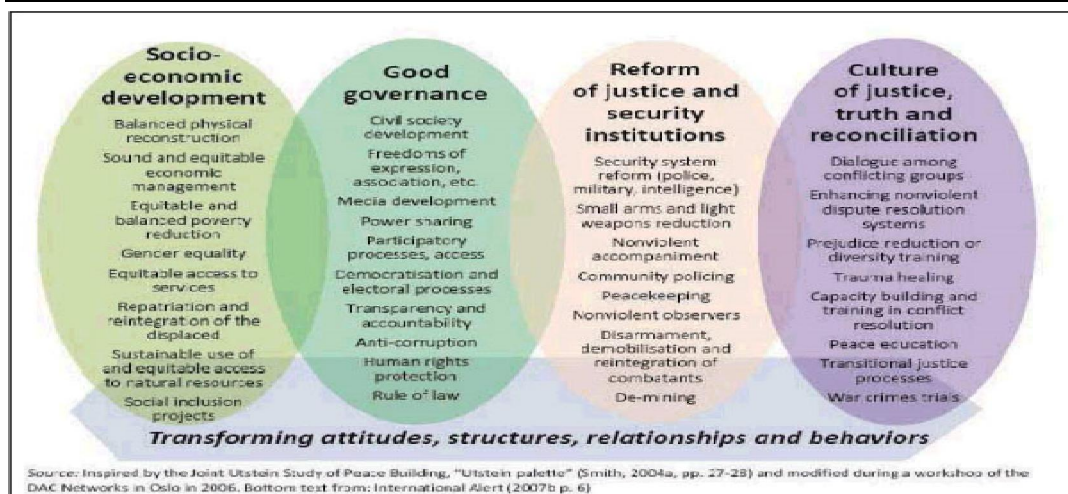 Socio-
economic
development
Balanced physical
reconstruction
Sound and equitable
economic
management
Equitable and
balanced poverty
reduction
Gender equality
Equitable access to
services
Repatriation and
reintegration of the
displaced
Sustainable use of
and equitable access
to natural resources
Social inclusion
projects
Good
governance
Civil society
development
Freedoms of
expression,
association, etc
Media development
Power sharing
Participatory
processes, access
Democratisation and
electoral processes
Transparency and
accountability
Anti-corruption
Human rights
protection
Rule of law
Reform
of justice and
security
institutions
Security system
reform (police,
military, intelligence)
Small arms and light
weapons reduction
Nonviolent
accompaniment
Community policing
Peacekeeping
Nonviolent observers
Disarmament,
demobilisation and
reintegration of
combatants
De-mining
Culture
of justice,
truth and
reconciliation
Dialogue among
conflicting groups
Enhancing nonviolent
dispute resolution
systems
Prejudice reduction or
diversity training
Trauma healing
Capacity building and
training in conflict
resolution
Peace education
Transitional justice
processes
War crimes trials
Transforming attitudes, structures, relationships and behaviors
Source: Inspired by the Joint Utstein Study of Peace Building, "Utstein palette" (Smith, 2004a, pp. 27-28) and modified during a workshop of the
DAC Networks in Oslo in 2006. Bottom text from: International Alert (2007b p. 6)